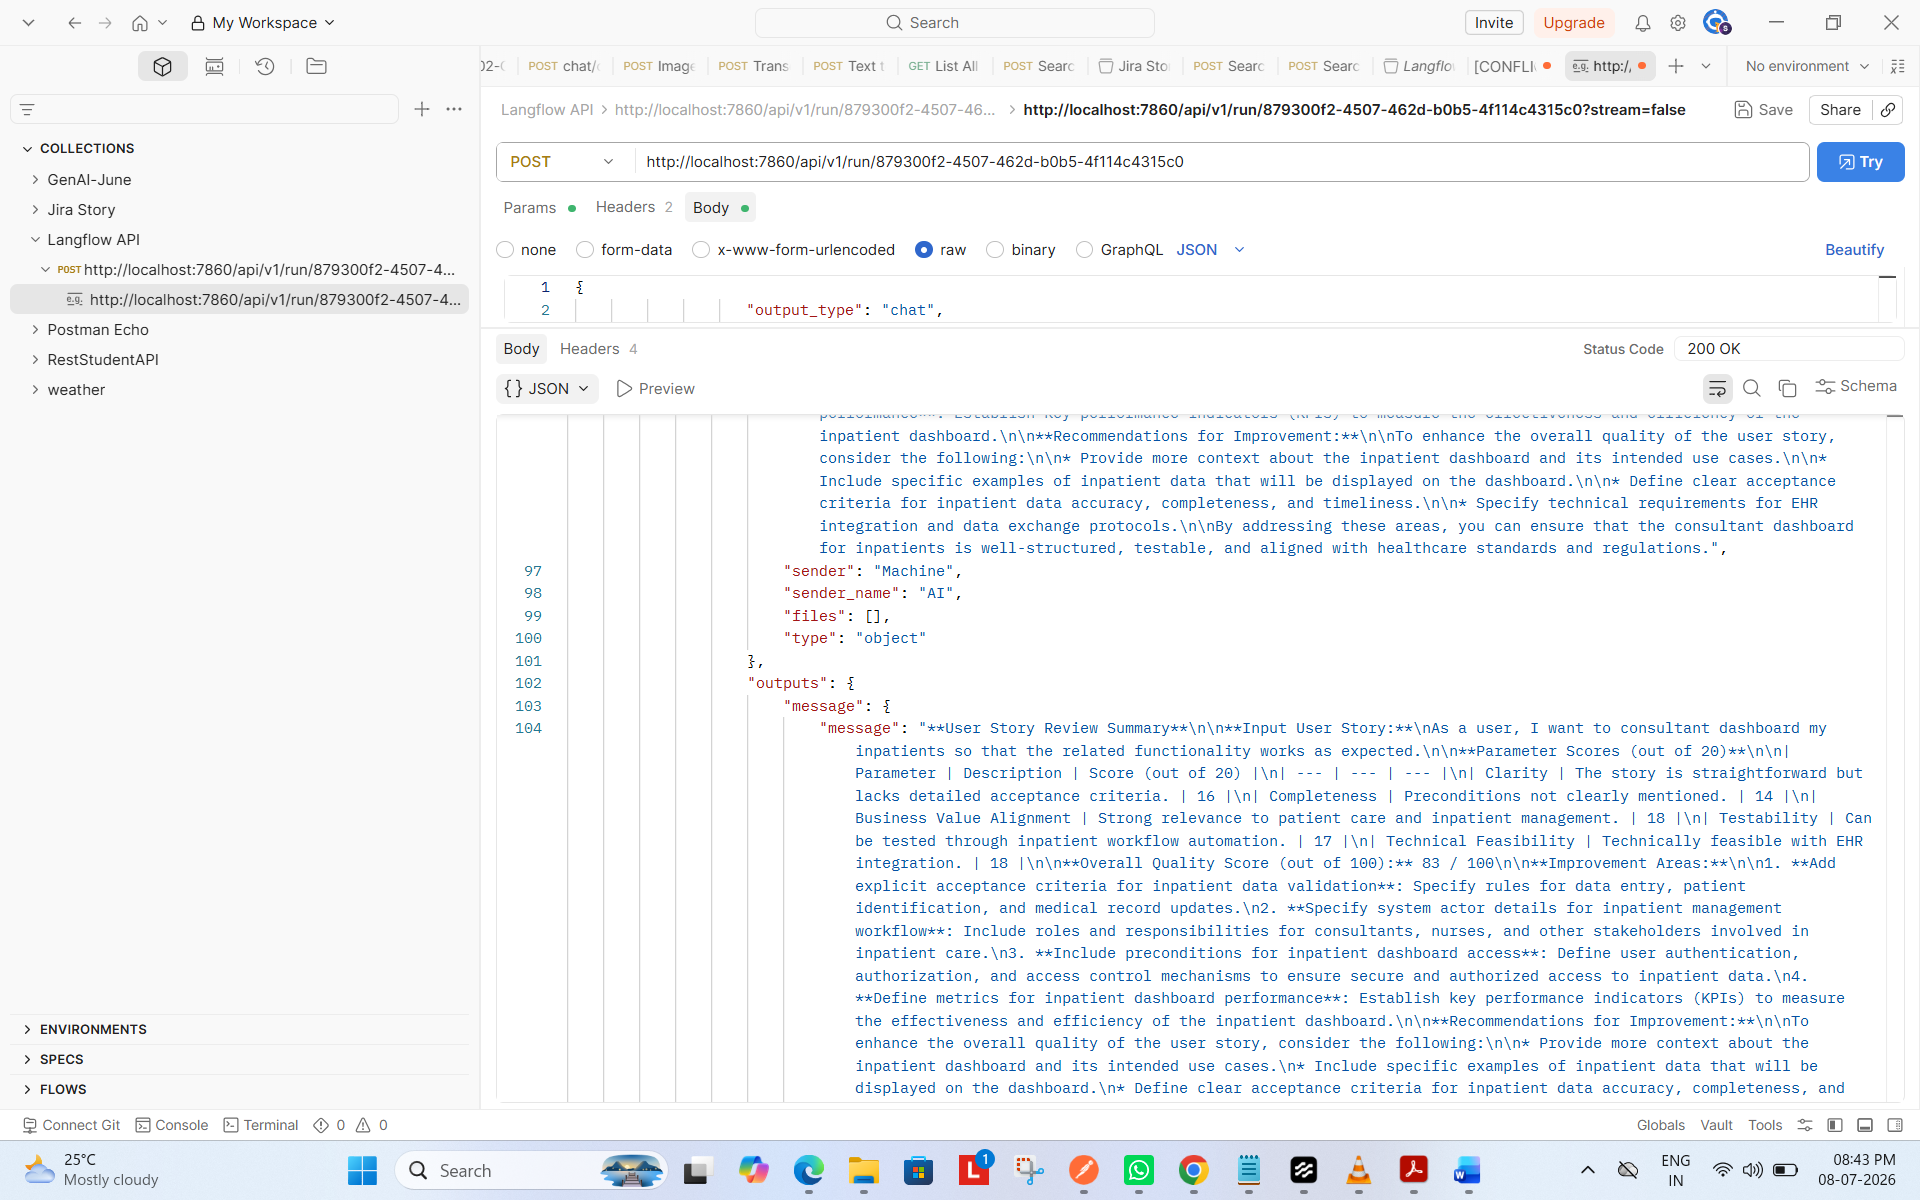 My Workspace
Search
Invite
Upgrade
02-
POST chat/
POST Image
POST Trans
POST Text t
GET List All
POST Searc
Jira Sto
POST Searc
POST Searc
Langflo
[CONFLI
e.g. http:/
No environment
Langflow API > http://localhost:7860/api/v1/run/879300f2-4507-46... > http://localhost:7860/api/v1/run/879300f2-4507-462d-b0b5-4f114c4315c0?stream=false
Save
Share
COLLECTIONS
GenAI-June
Jira Story
Langflow API
POST http://localhost:7860/api/v1/run/879300f2-4507-4...
e.g. http://localhost:7860/api/v1/run/879300f2-4507-4...
Postman Echo
RestStudentAPI
weather
ENVIRONMENTS
SPECS
FLOWS
POST
http://localhost:7860/api/v1/run/879300f2-4507-462d-b0b5-4f114c4315c0
Try
Params
Headers 2
Body
none
form-data
x-www-form-urlencoded
raw
binary
GraphQL
JSON
Beautify
1 {
2 "output_type": "chat",
Body
Headers 4
Status Code
200 OK
{} JSON
Preview
Schema
performance**: Establish key performance indicators (KPIs) to measure the effectiveness and efficiency of the
inpatient dashboard.\n\n**Recommendations for Improvement:**\n\nTo enhance the overall quality of the user story,
consider the following:\n\n* Provide more context about the inpatient dashboard and its intended use cases.\n\n*
Include specific examples of inpatient data that will be displayed on the dashboard.\n\n* Define clear acceptance
criteria for inpatient data accuracy, completeness, and timeliness.\n\n* Specify technical requirements for EHR
integration and data exchange protocols.\n\nBy addressing these areas, you can ensure that the consultant dashboard
for inpatients is well-structured, testable, and aligned with healthcare standards and regulations.",
97 "sender": "Machine",
98 "sender_name": "AI",
99 "files": [],
100 "type": "object"
101 },
102 "outputs": {
103 "message": {
104 "message": "**User Story Review Summary**\n\n**Input User Story:**\nAs a user, I want to consultant dashboard my
inpatients so that the related functionality works as expected.\n\n**Parameter Scores (out of 20)**\n\n|
Parameter | Description | Score (out of 20) |\n| --- | --- | --- |\n| Clarity | The story is straightforward but
lacks detailed acceptance criteria. | 16 |\n| Completeness | Preconditions not clearly mentioned. | 14 |\n|
Business Value Alignment | Strong relevance to patient care and inpatient management. | 18 |\n| Testability | Can
be tested through inpatient workflow automation. | 17 |\n| Technical Feasibility | Technically feasible with EHR
integration. | 18 |\n\n**Overall Quality Score (out of 100):** 83 / 100\n\n**Improvement Areas:**\n\n1. **Add
explicit acceptance criteria for inpatient data validation**: Specify rules for data entry, patient
identification, and medical record updates.\n2. **Specify system actor details for inpatient management
workflow**: Include roles and responsibilities for consultants, nurses, and other stakeholders involved in
inpatient care.\n3. **Include preconditions for inpatient dashboard access**: Define user authentication,
authorization, and access control mechanisms to ensure secure and authorized access to inpatient data.\n4.
**Define metrics for inpatient dashboard performance**: Establish key performance indicators (KPIs) to measure
the effectiveness and efficiency of the inpatient dashboard.\n\n**Recommendations for Improvement:**\n\nTo
enhance the overall quality of the user story, consider the following:\n\n* Provide more context about the
inpatient dashboard and its intended use cases.\n* Include specific examples of inpatient data that will be
displayed on the dashboard.\n* Define clear acceptance criteria for inpatient data accuracy, completeness, and
Connect Git
Console
Terminal
0
0
Globals
Vault
Tools
25°C
Mostly cloudy
Search
1
ENG
IN
08:43 PM
08-07-2026